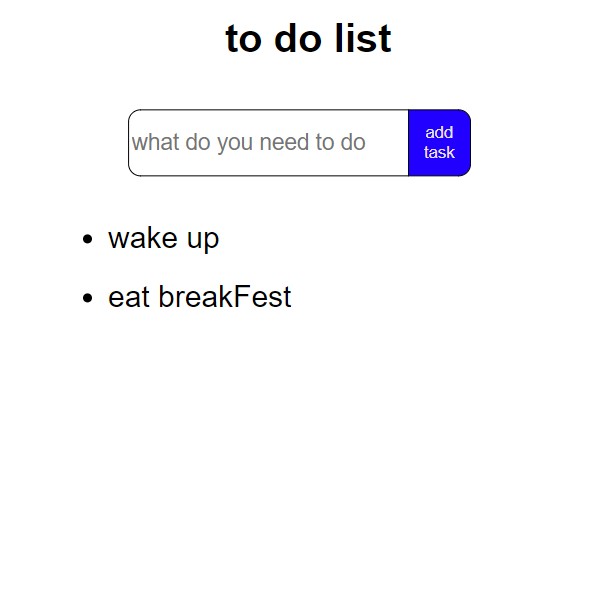 to do list
what do you need to do
add
task
wake up
eat breakFest